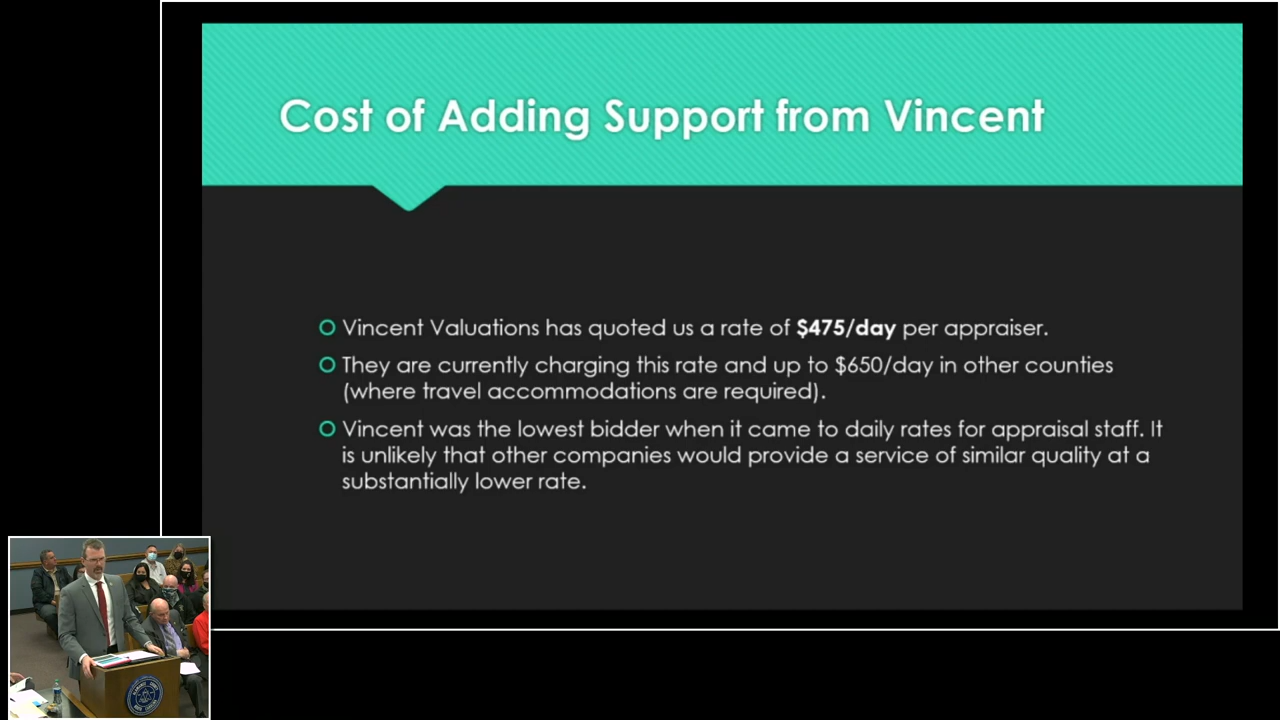 Cost of Adding Support from Vincent
Vincent Valuations has quoted us a rate of $475/day per appraiser.
They are currently charging this rate and up to $650/day in other counties
(where travel accommodations are required).
Vincent was the lowest bidder when it came to daily rates for appraisal staff. It
is unlikely that other companies would provide a service of similar quality at a
substantially lower rate.